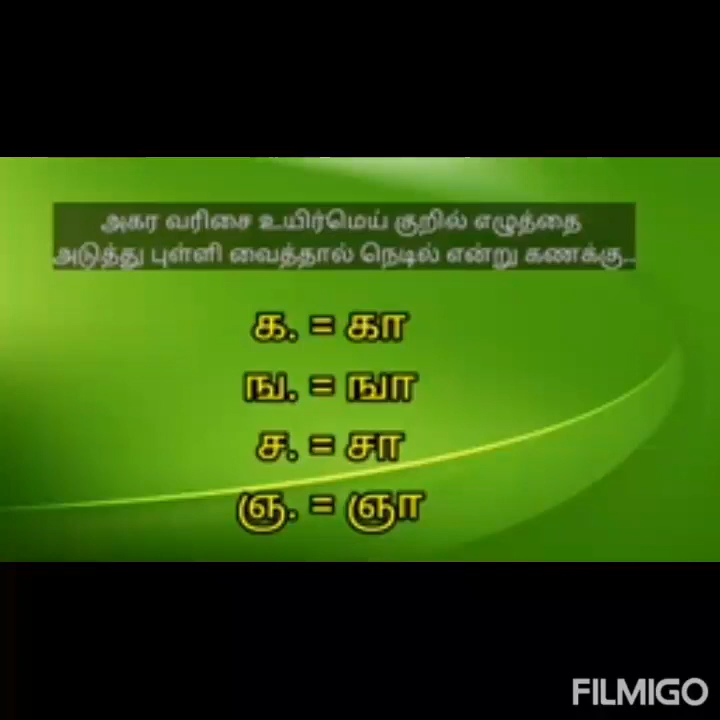 அகர வரிசை உயிர்மெய் குறில் எழுத்தை
அடுத்து புள்ளி வைத்தால் நெடில் என்று கணக்கு..
க. = கா
ங. = ஙா
ச. = சா
ஞ. = ஞா
FILMIGO